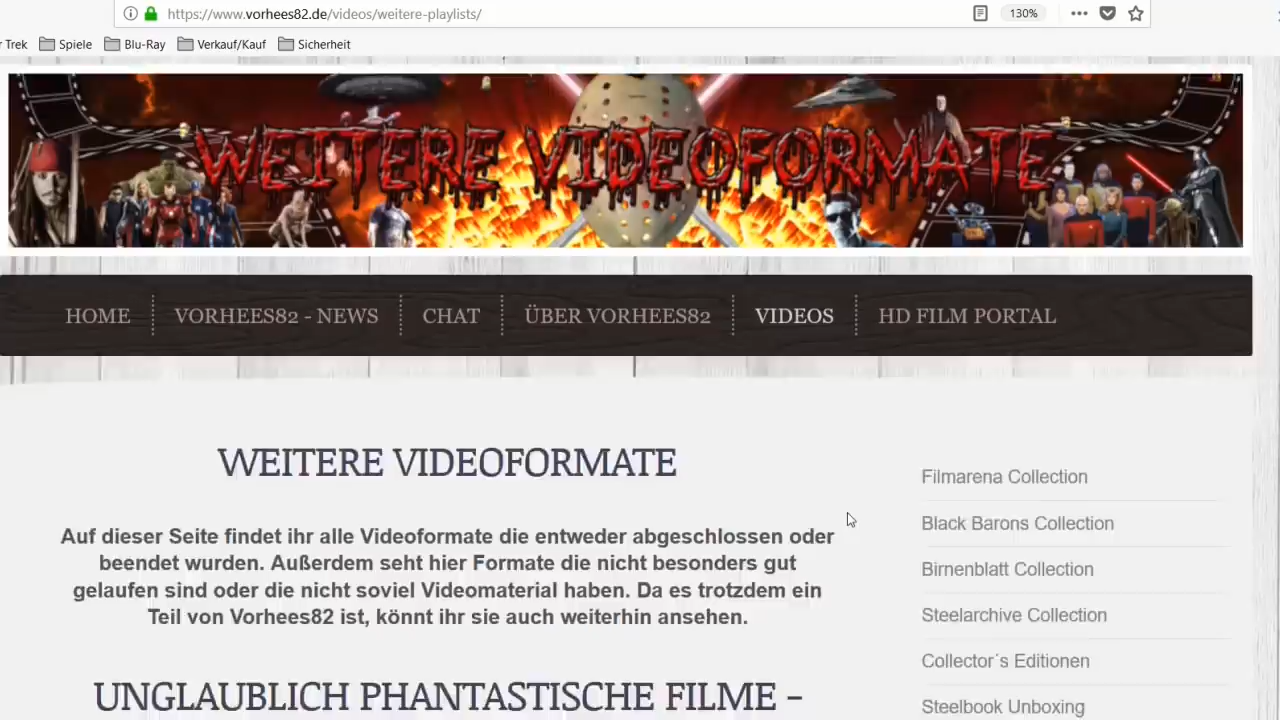 https://www.vorhees82.de/videos/weitere-playlists/
130%
Trek
Spiele
Blu-Ray
Verkauf/Kauf
Sicherheit
WEITERE VIDEOFORMATE
HOME
VORHEES82 - NEWS
CHAT
ÜBER VORHEES82
VIDEOS
HD FILM PORTAL
WEITERE VIDEOFORMATE
Auf dieser Seite findet ihr alle Videoformate die entweder abgeschlossen oder
beendet wurden. Außerdem seht hier Formate die nicht besonders gut
gelaufen sind oder die nicht soviel Videomaterial haben. Da es trotzdem ein
Teil von Vorhees82 ist, könnt ihr sie auch weiterhin ansehen.
UNGLAUBLICH PHANTASTISCHE FILME -
Filmarena Collection
Black Barons Collection
Birnenblatt Collection
Steelarchive Collection
Collector´s Editionen
Steelbook Unboxing